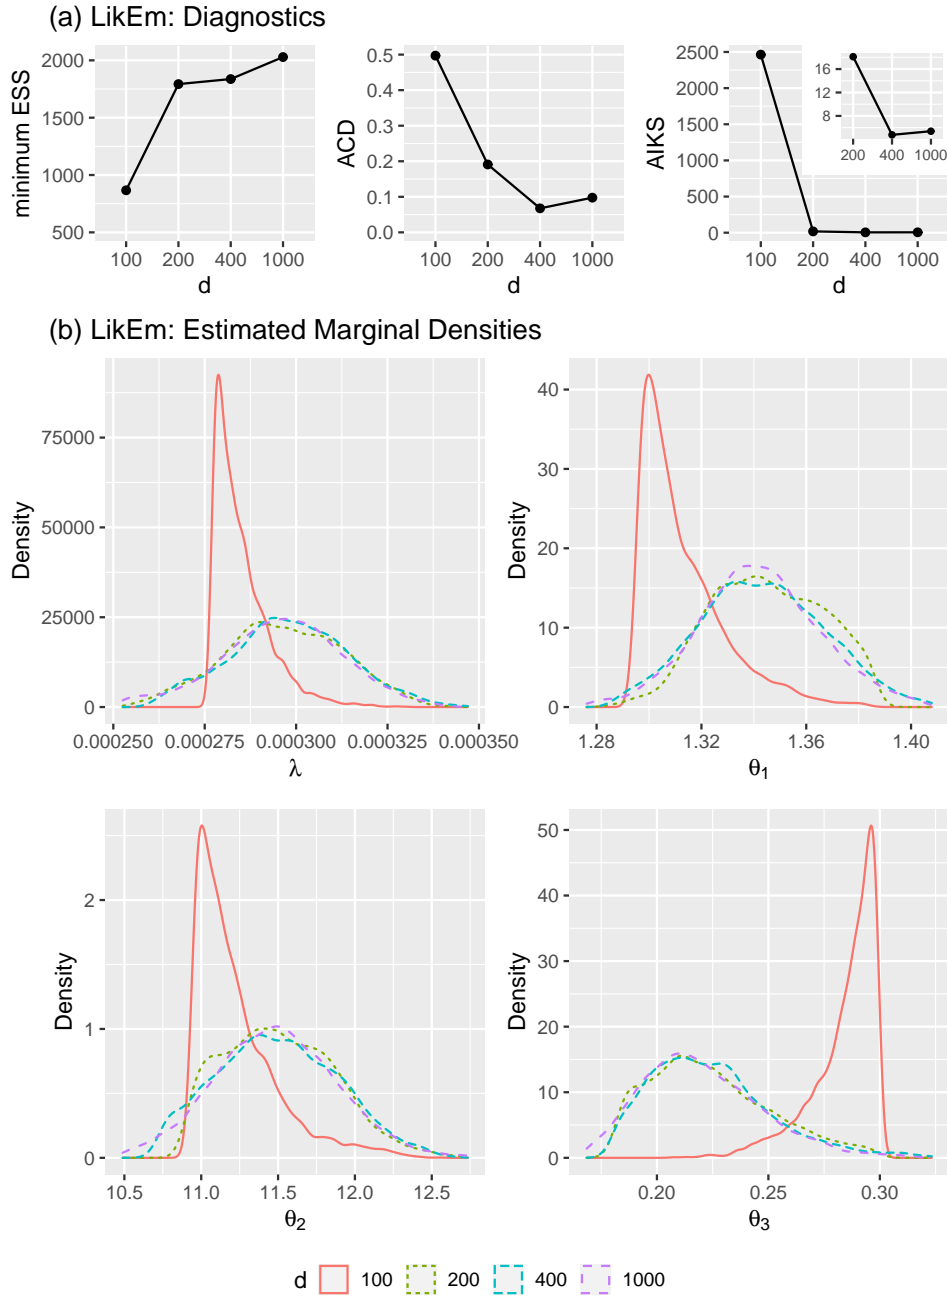 (a) LikEm: Diagnostics
minimum ESS
2000
1500
1000
500
100 200 400 1000
d
ACD
0.5
0.4
0.3
0.2
0.1
0.0
100 200 400 1000
d
AIKS
2500
2000
1500
1000
500
0
100 200 400 1000
d
16
12
8
200 400 1000
(b) LikEm: Estimated Marginal Densities
Density
75000
50000
25000
0
0.000250 0.000275 0.000300 0.000325 0.000350
λ
Density
40
30
20
10
0
1.28 1.32 1.36 1.40
θ1
Density
2
1
0
10.5 11.0 11.5 12.0 12.5
θ2
Density
50
40
30
20
10
0
0.20 0.25 0.30
θ3
d 100 200 400 1000